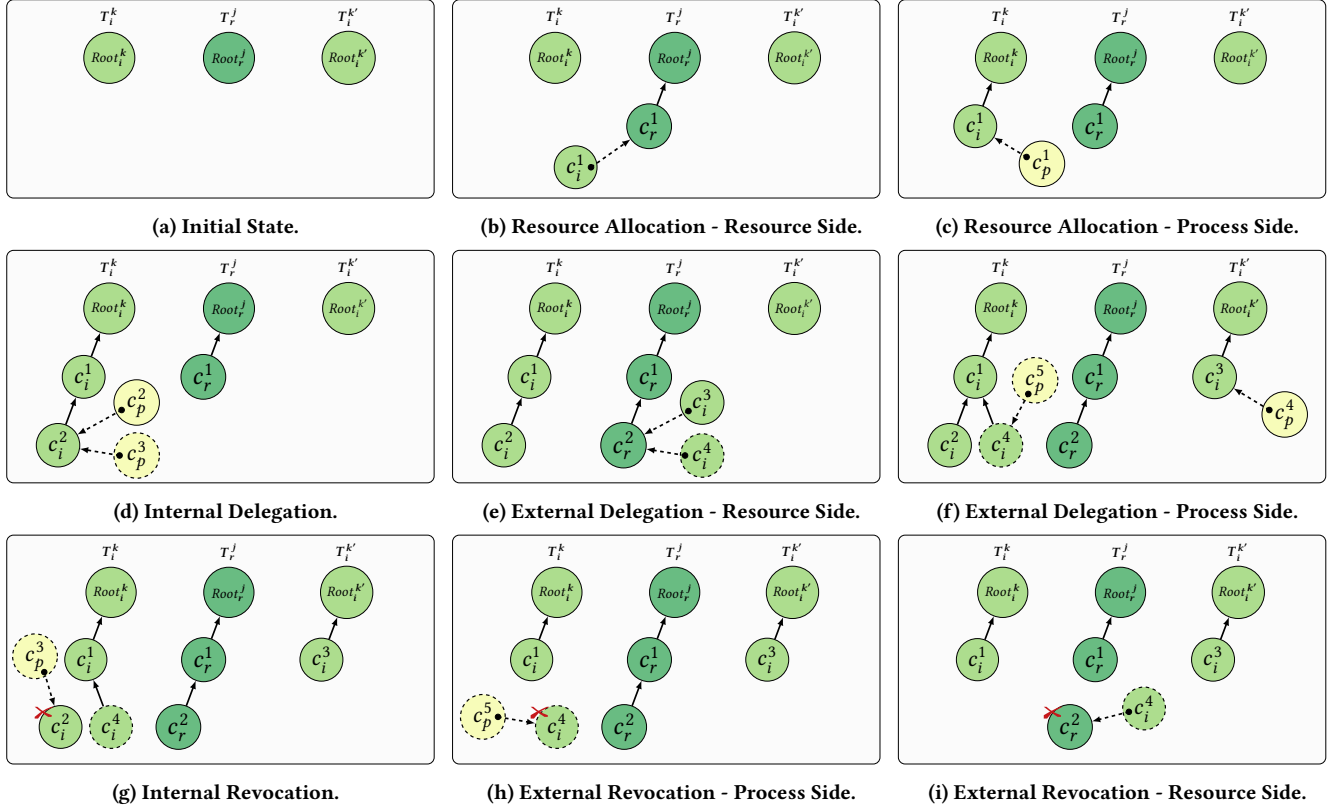 T_i^k T_r^j T_i^k'
Root_i^k Root_r^j Root_i^k'
(a) Initial State.
T_i^k T_r^j T_i^k'
Root_i^k Root_r^j Root_i^k'
c_r^1
c_i^1
(b) Resource Allocation - Resource Side.
T_i^k T_r^j T_i^k'
Root_i^k Root_r^j Root_i^k'
c_i^1 c_r^1
c_p^1
(c) Resource Allocation - Process Side.
T_i^k T_r^j T_i^k'
Root_i^k Root_r^j Root_i^k'
c_i^1 c_r^1
c_p^2
c_i^2 c_p^3
(d) Internal Delegation.
T_i^k T_r^j T_i^k'
Root_i^k Root_r^j Root_i^k'
c_i^1 c_r^1
c_i^3
c_i^2 c_r^2 c_i^4
(e) External Delegation - Resource Side.
T_i^k T_r^j T_i^k'
Root_i^k Root_r^j Root_i^k'
c_i^1 c_p^5 c_r^1 c_i^3
c_p^4
c_i^2 c_i^4 c_r^2
(f) External Delegation - Process Side.
T_i^k T_r^j T_i^k'
Root_i^k Root_r^j Root_i^k'
c_p^3 c_i^1 c_r^1 c_i^3
c_i^2 c_i^4 c_r^2
(g) Internal Revocation.
T_i^k T_r^j T_i^k'
Root_i^k Root_r^j Root_i^k'
c_i^1 c_r^1 c_i^3
c_p^5 c_i^4 c_r^2
(h) External Revocation - Process Side.
T_i^k T_r^j T_i^k'
Root_i^k Root_r^j Root_i^k'
c_i^1 c_r^1 c_i^3
c_r^2 c_i^4
(i) External Revocation - Resource Side.